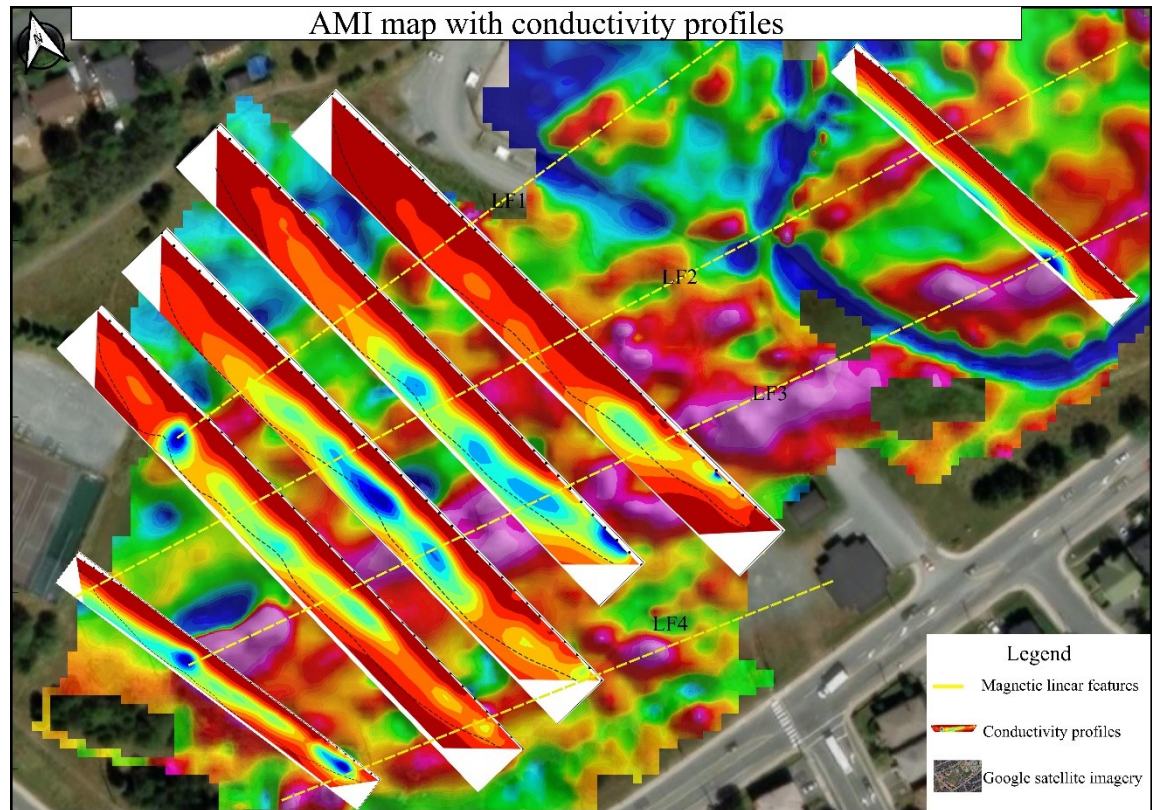 AMI map with conductivity profiles
N
LF1
LF2
LF3
LF4
Legend
Magnetic linear features
Conductivity profiles
Google satellite imagery